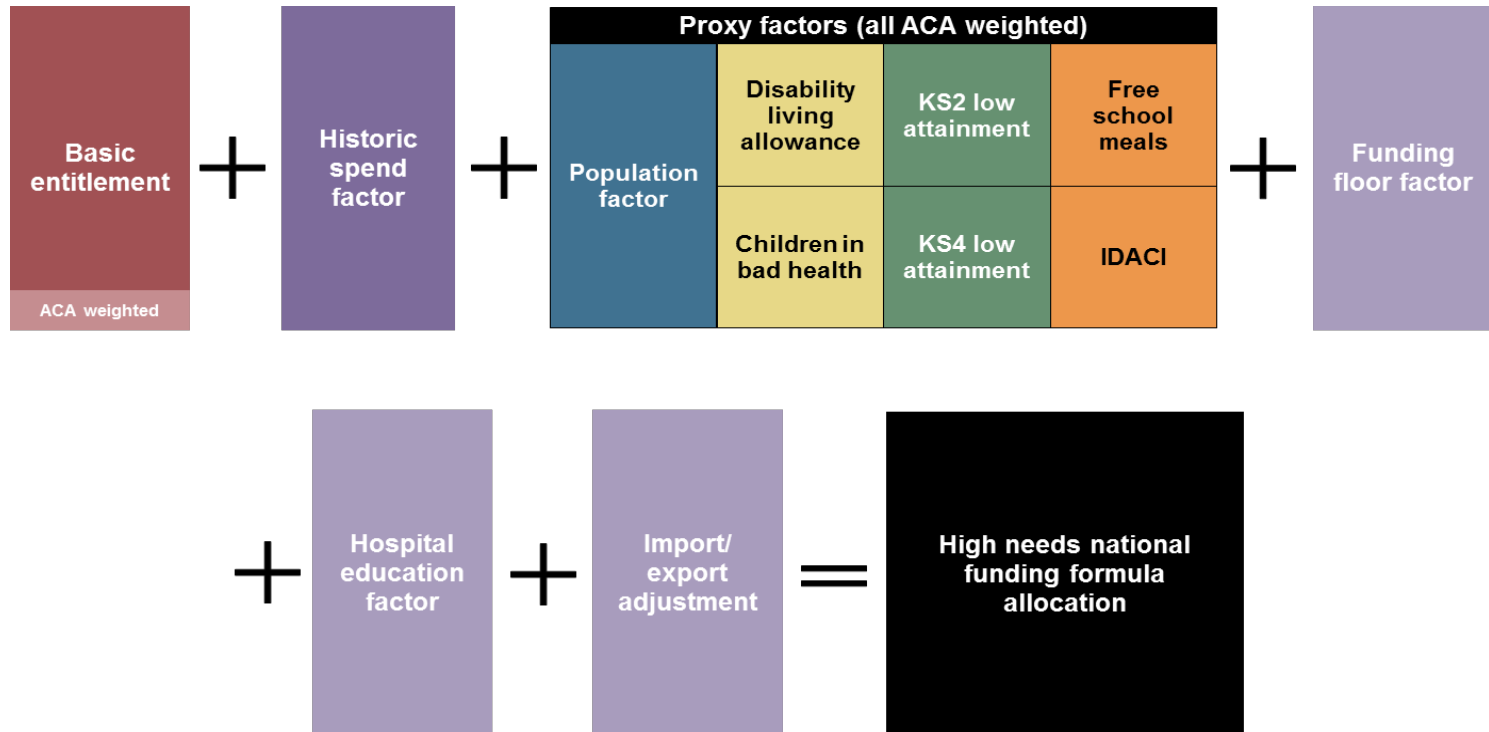 Basic
entitlement
ACA weighted
+
Historic
spend
factor
+
Proxy factors (all ACA weighted)
Population
factor
Disability
living
allowance
KS2 low
attainment
Free
school
meals
Children in
bad health
KS4 low
attainment
IDACI
+
Funding
floor factor
+
Hospital
education
factor
+
Import/
export
adjustment
=
High needs national
funding formula
allocation